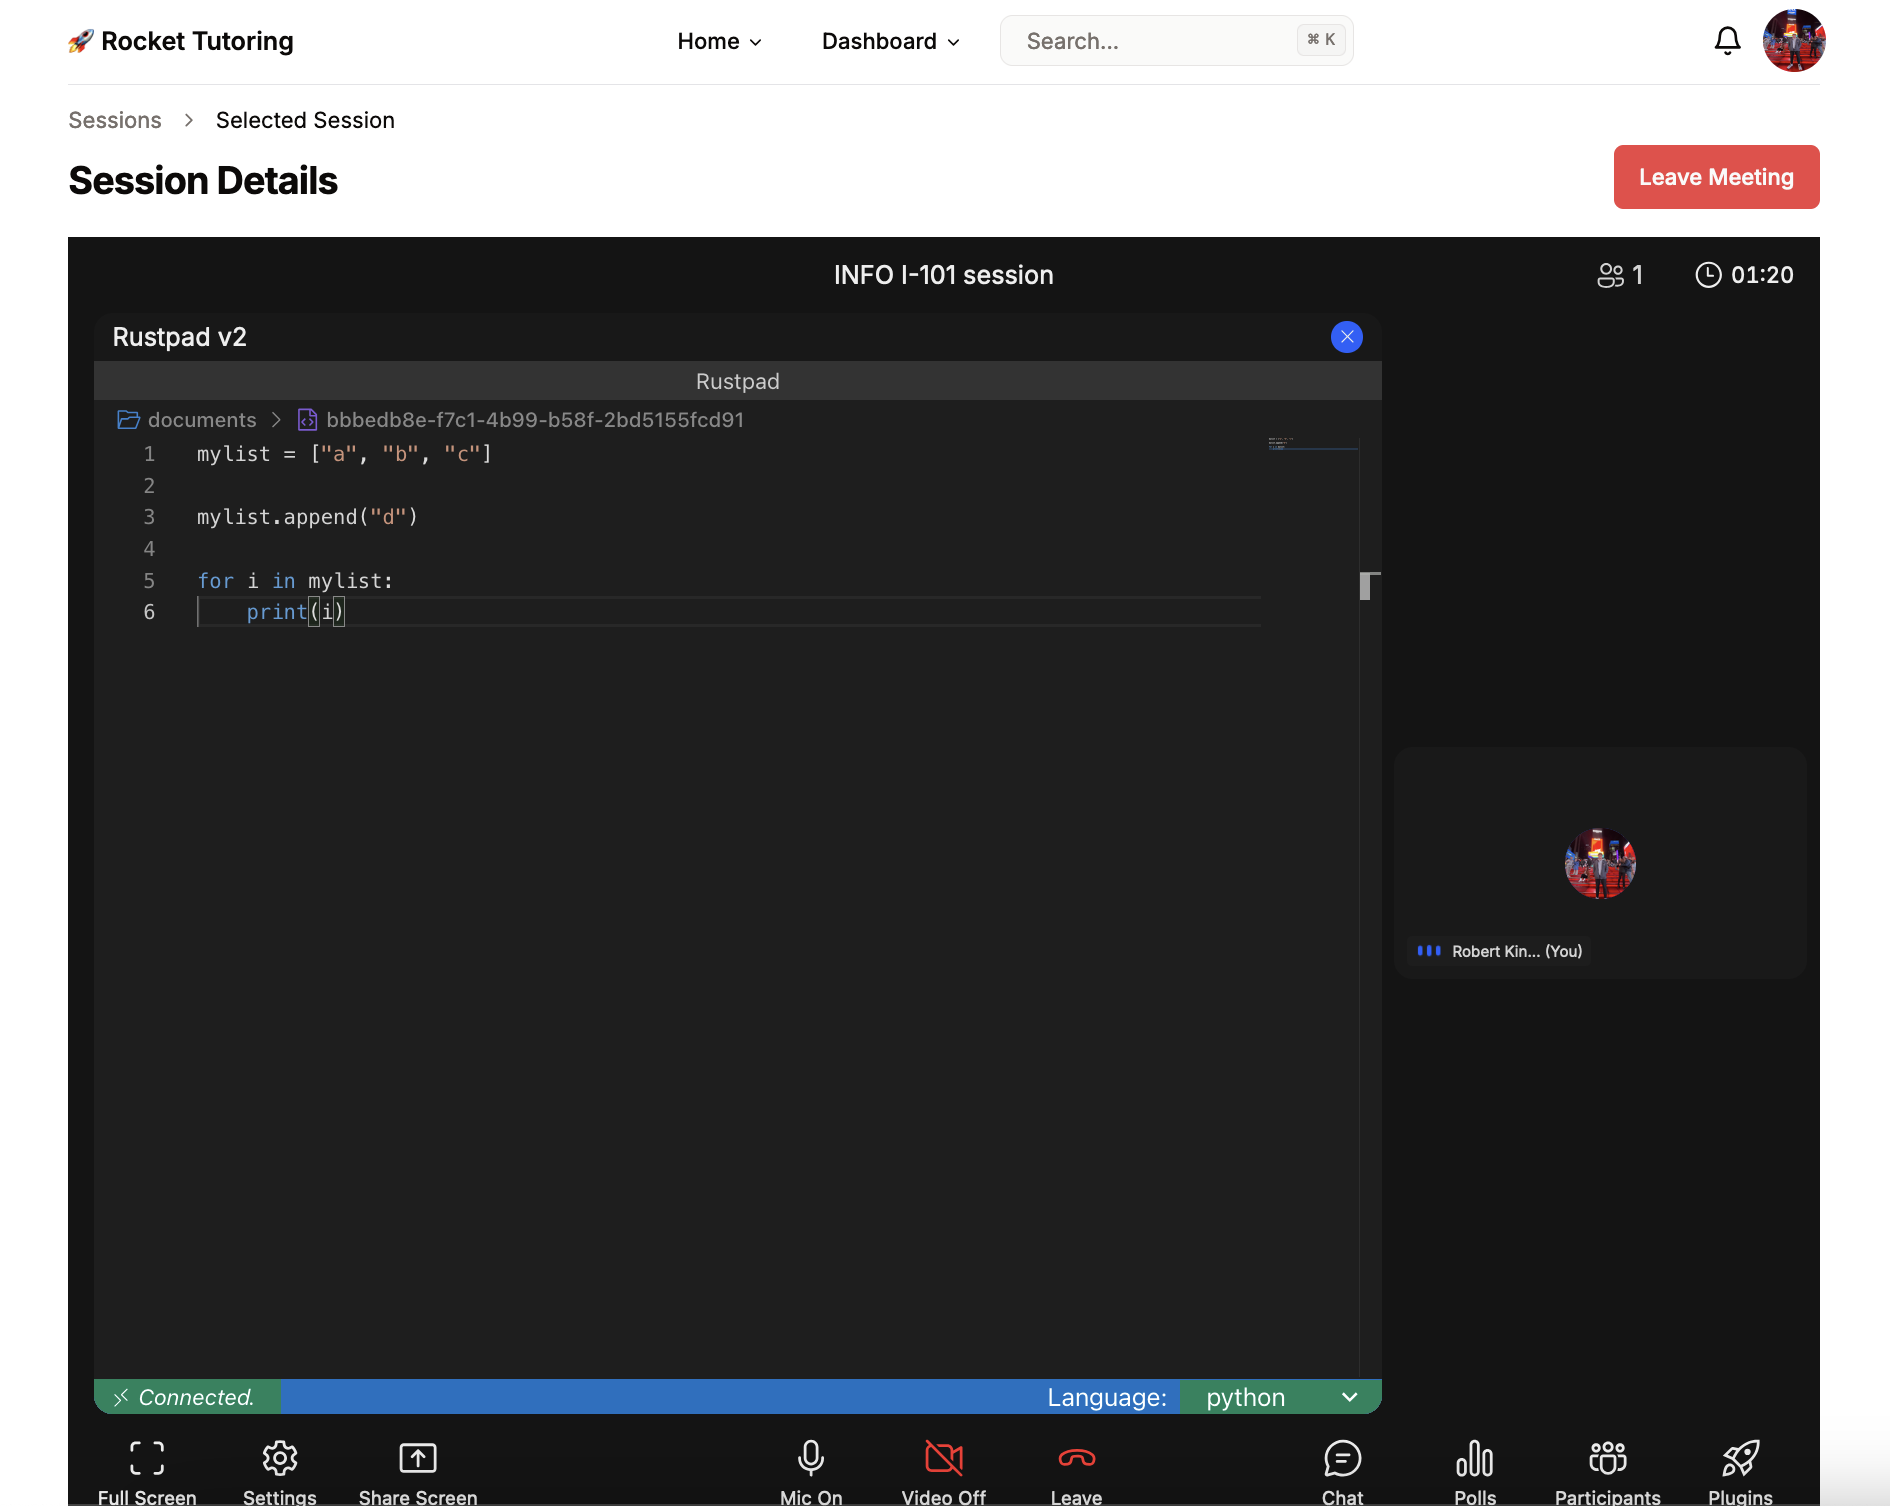 🚀 Rocket Tutoring
Home
Dashboard
Search...
⌘ K
Sessions > Selected Session
Session Details
Leave Meeting
INFO I-101 session
1
01:20
Rustpad v2
Rustpad
documents > bbbedb8e-f7c1-4b99-b58f-2bd5155fcd91
1 mylist = ["a", "b", "c"]
2
3 mylist.append("d")
4
5 for i in mylist:
6     print(i)
Robert Kin... (You)
Connected.
Language: python
Full Screen
Settings
Share Screen
Mic On
Video Off
Leave
Chat
Polls
Participants
Plugins